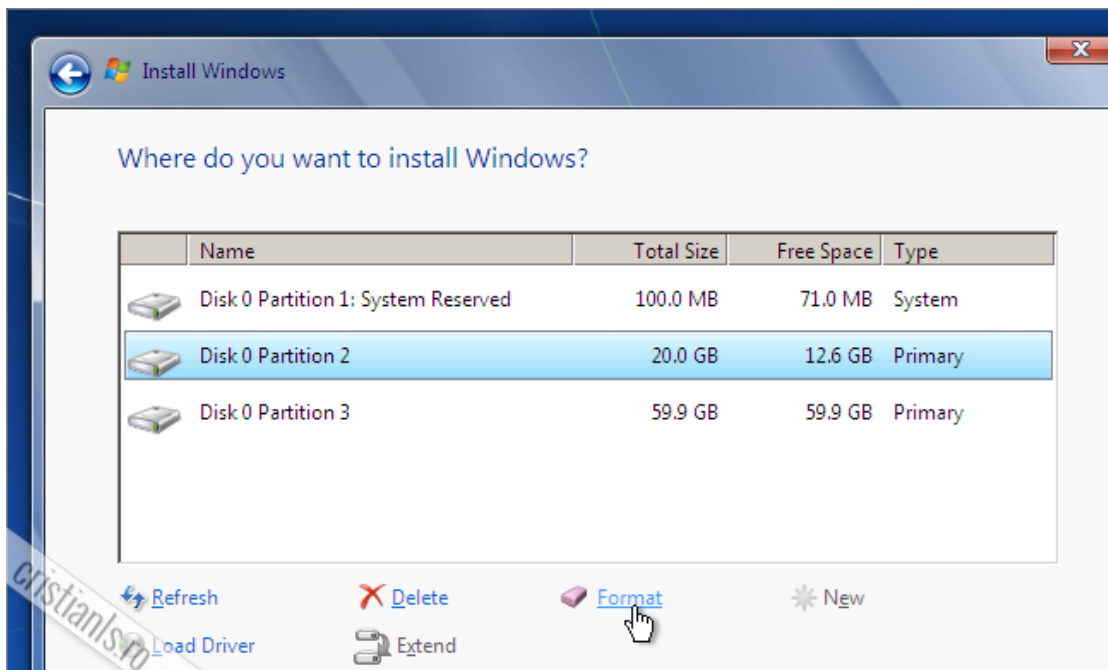 Install Windows
Where do you want to install Windows?
Name Total Size Free Space Type
Disk 0 Partition 1: System Reserved 100.0 MB 71.0 MB System
Disk 0 Partition 2 20.0 GB 12.6 GB Primary
Disk 0 Partition 3 59.9 GB 59.9 GB Primary
Refresh Delete Format New
Load Driver Extend
cristianls.ro